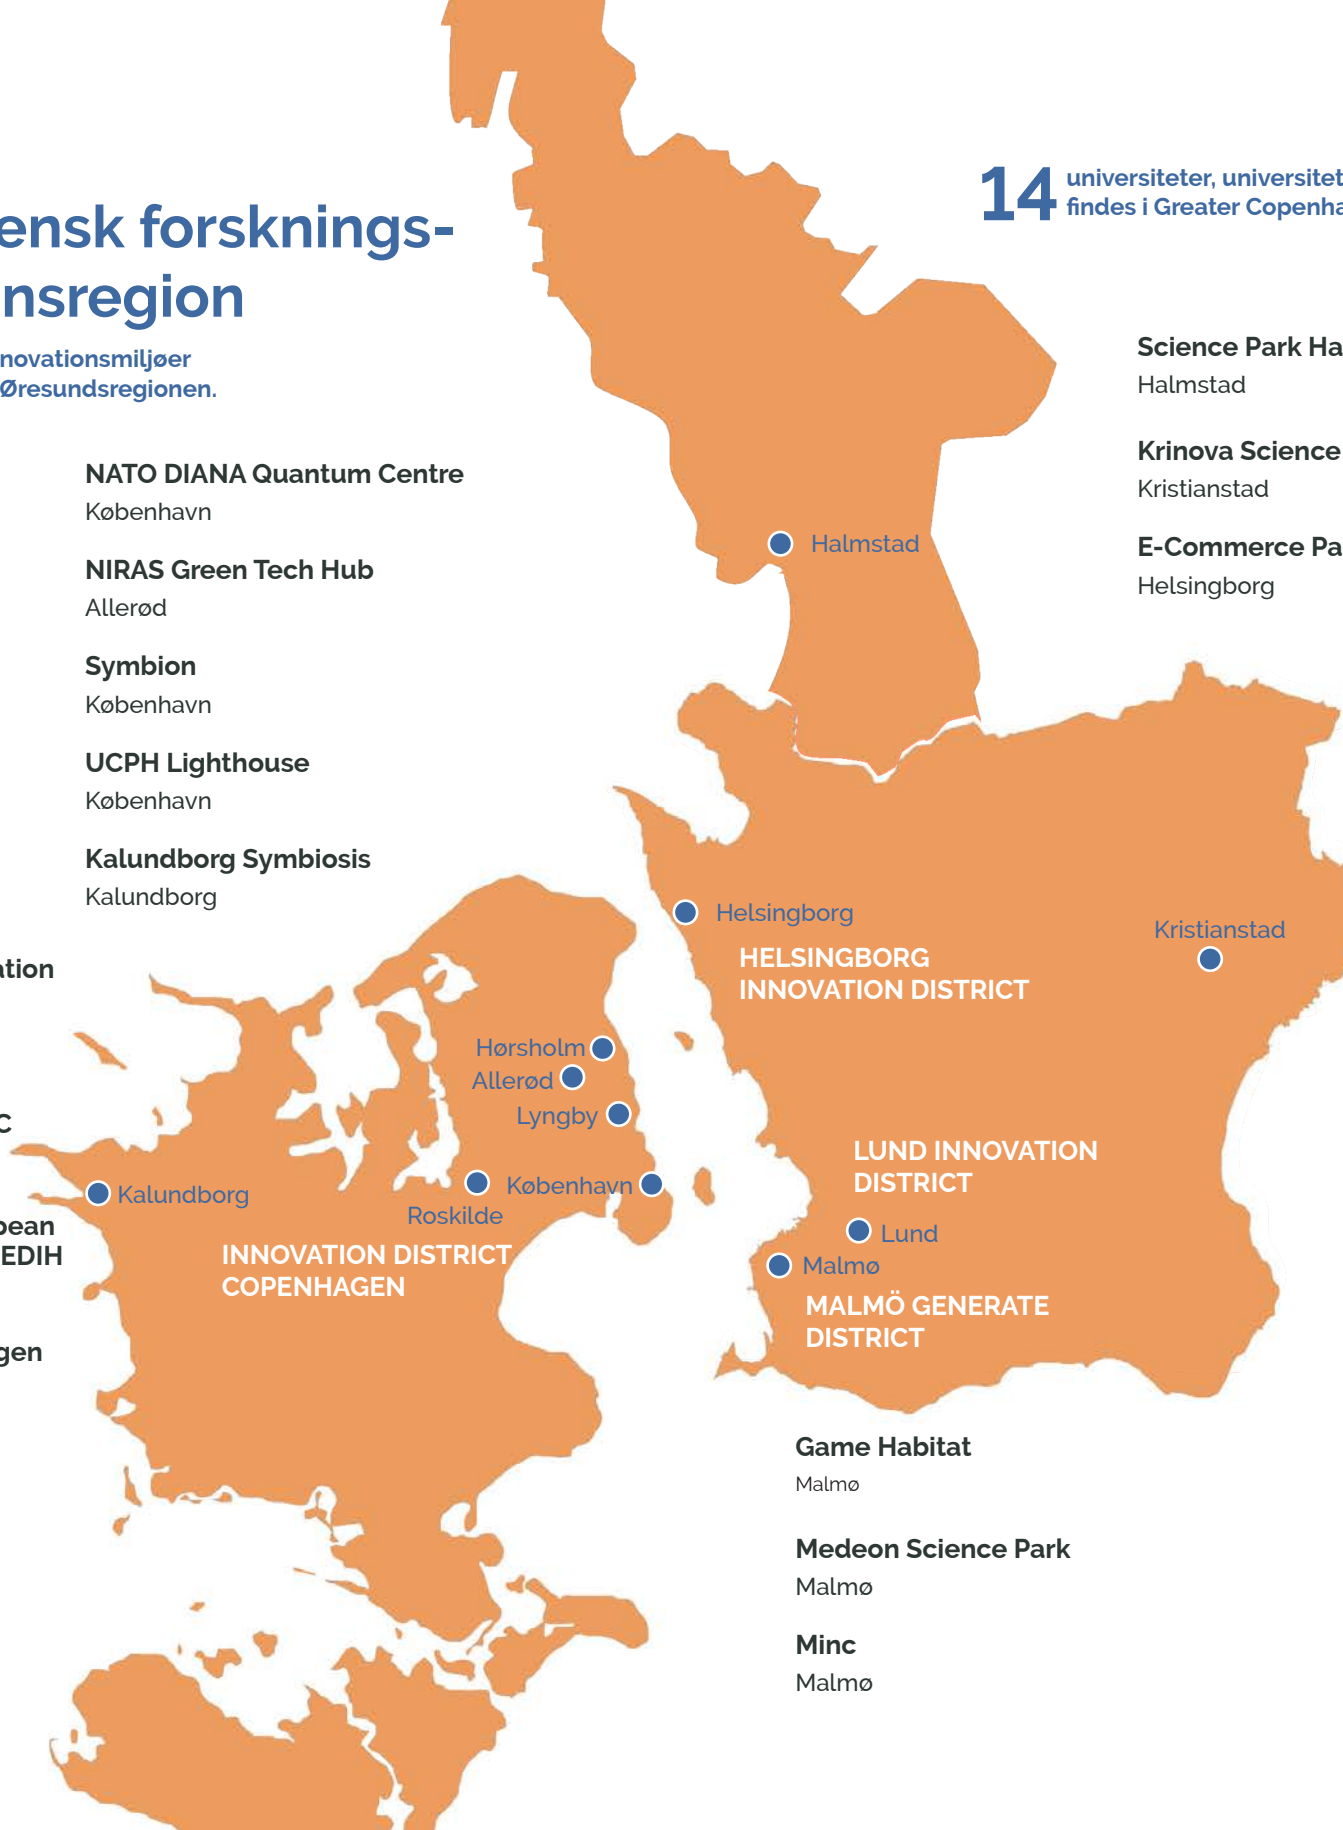 ensk forsknings-
nsregion
novationsmiljøer
Øresundsregionen.
14 universiteter, universitet
findes i Greater Copenha
NATO DIANA Quantum Centre
København
NIRAS Green Tech Hub
Allerød
Symbion
København
UCPH Lighthouse
København
Kalundborg Symbiosis
Kalundborg
ation
C
pean
EDIH
gen
Science Park Ha
Halmstad
Krinova Science
Kristianstad
E-Commerce Pa
Helsingborg
Halmstad
Helsingborg
HELSINGBORG
INNOVATION DISTRICT
Kristianstad
Hørsholm
Allerød
Lyngby
København
Roskilde
Kalundborg
INNOVATION DISTRICT
COPENHAGEN
LUND INNOVATION
DISTRICT
Lund
Malmø
MALMÖ GENERATE
DISTRICT
Game Habitat
Malmø
Medeon Science Park
Malmø
Minc
Malmø